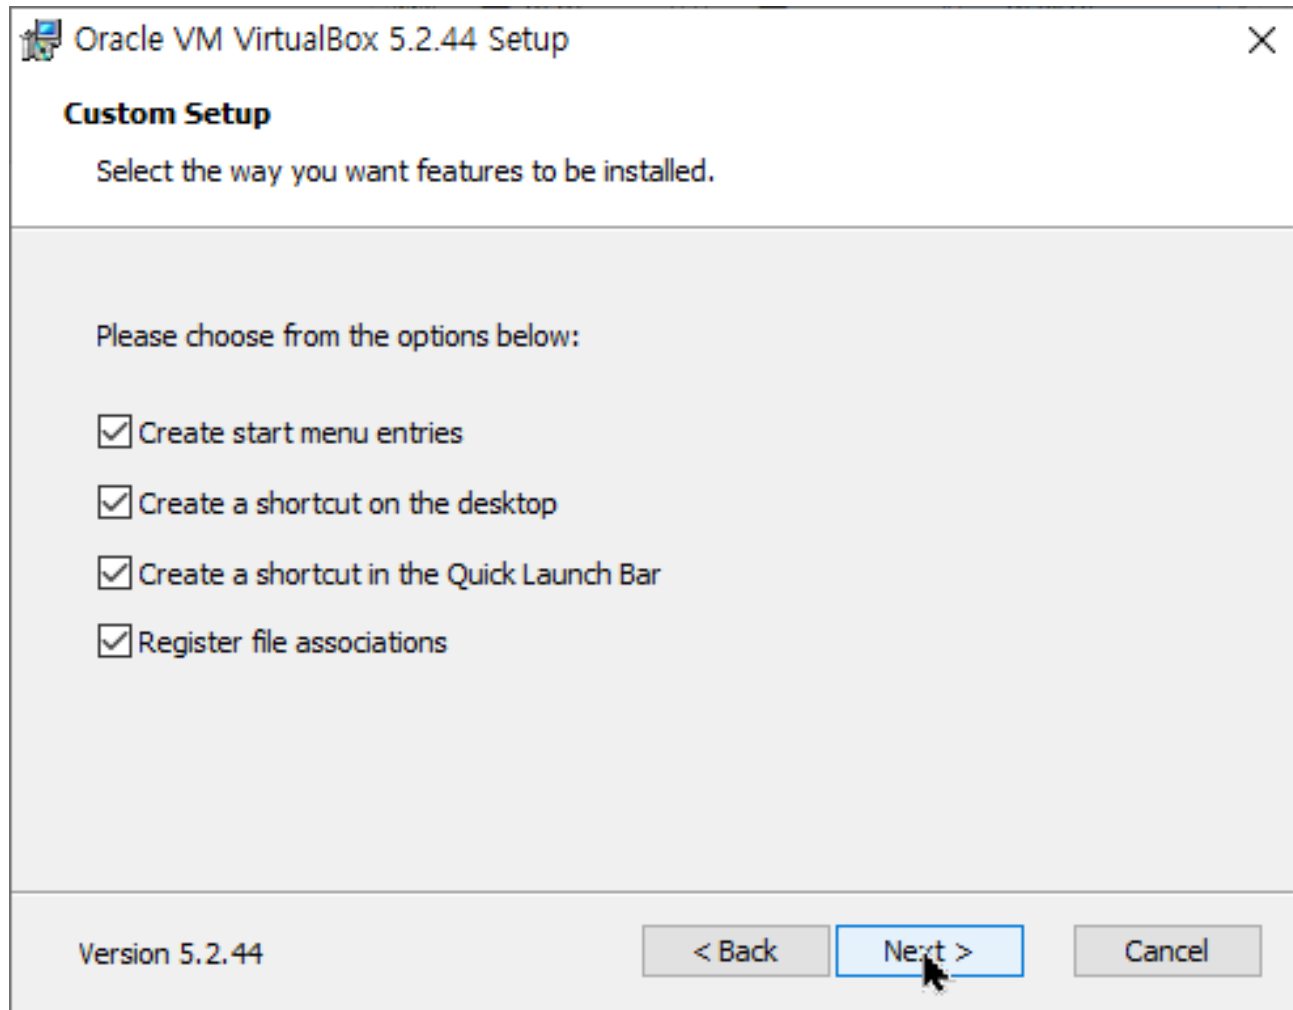 Oracle VM VirtualBox 5.2.44 Setup
Custom Setup
Select the way you want features to be installed.
Please choose from the options below:
Create start menu entries
Create a shortcut on the desktop
Create a shortcut in the Quick Launch Bar
Register file associations
Version 5.2.44
< Back
Next >
Cancel